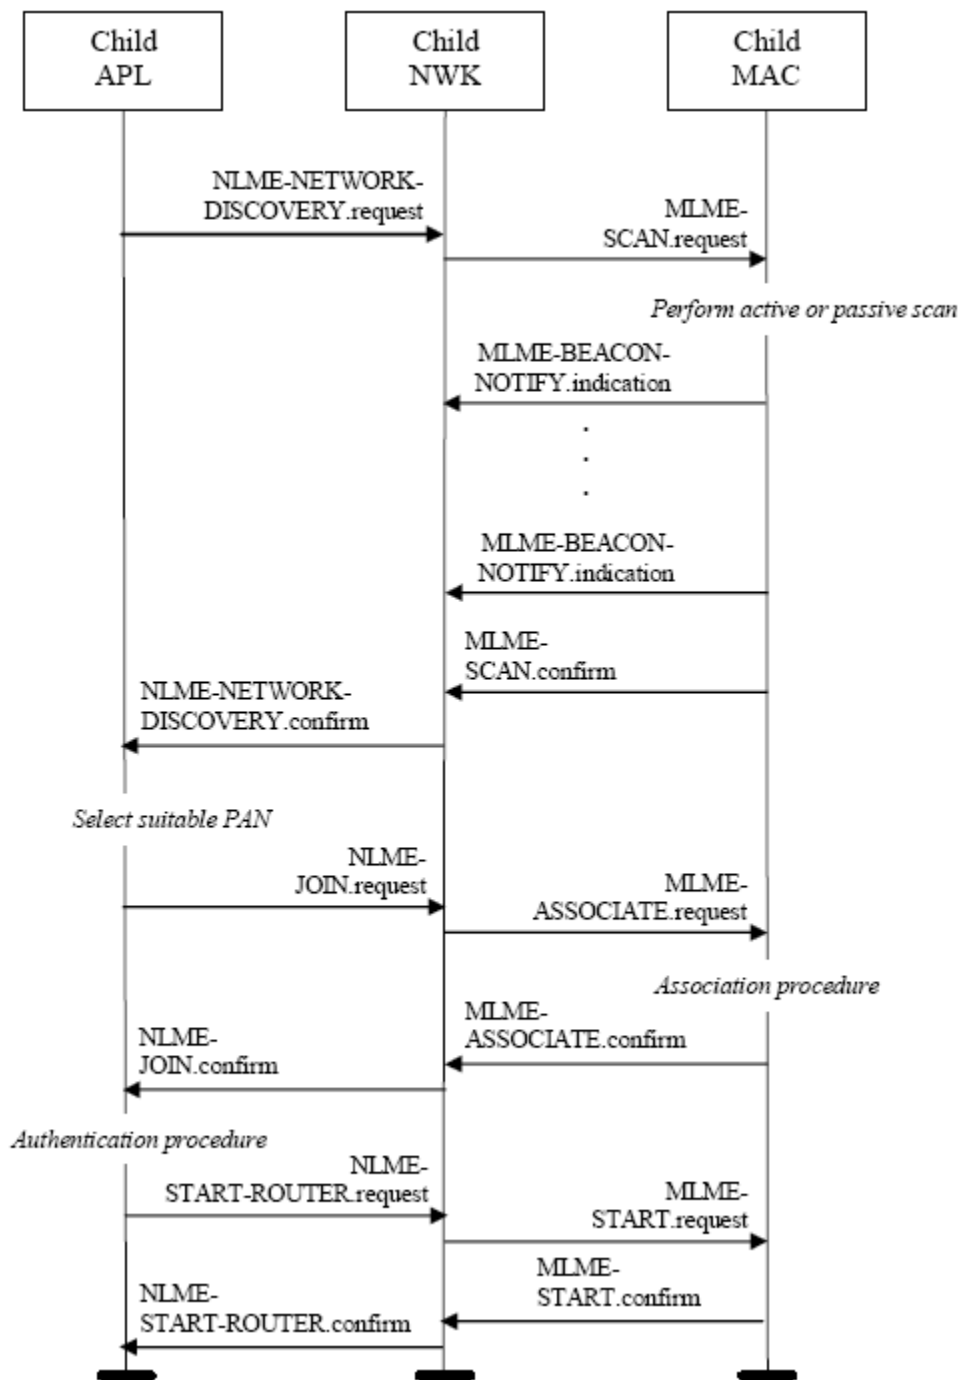 Child
APL
Child
NWK
Child
MAC
NLME-NETWORK-
DISCOVERY.request
MLME-
SCAN.request
Perform active or passive scan
MLME-BEACON-
NOTIFY.indication
.
.
.
MLME-BEACON-
NOTIFY.indication
MLME-
SCAN.confirm
NLME-NETWORK-
DISCOVERY.confirm
Select suitable PAN
NLME-
JOIN.request
MLME-
ASSOCIATE.request
Association procedure
MLME-
ASSOCIATE.confirm
NLME-
JOIN.confirm
Authentication procedure
NLME-
START-ROUTER.request
MLME-
START.request
MLME-
START.confirm
NLME-
START-ROUTER.confirm